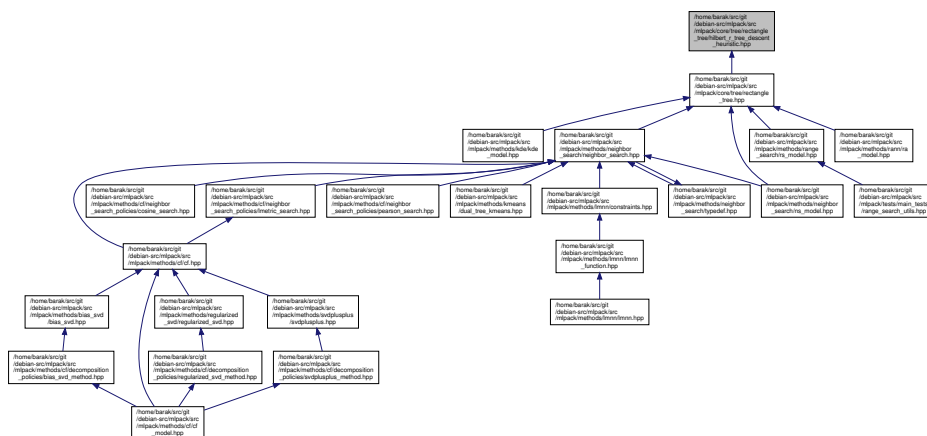 /home/barak/src/git
/debian-src/mlpack/src
/mlpack/core/tree/rectangle
_tree/hilbert_r_tree_descent
_heuristic.hpp
/home/barak/src/git
/debian-src/mlpack/src
/mlpack/core/tree/rectangle
_tree.hpp
/home/barak/src/git
/debian-src/mlpack/src
/mlpack/methods/kde/kde
_model.hpp
/home/barak/src/git
/debian-src/mlpack/src
/mlpack/methods/neighbor
_search/neighbor_search.hpp
/home/barak/src/git
/debian-src/mlpack/src
/mlpack/methods/range
_search/rs_model.hpp
/home/barak/src/git
/debian-src/mlpack/src
/mlpack/methods/rann/ra
_model.hpp
/home/barak/src/git
/debian-src/mlpack/src
/mlpack/methods/cf/neighbor
_search_policies/cosine_search.hpp
/home/barak/src/git
/debian-src/mlpack/src
/mlpack/methods/cf/neighbor
_search_policies/lmetric_search.hpp
/home/barak/src/git
/debian-src/mlpack/src
/mlpack/methods/cf/neighbor
_search_policies/pearson_search.hpp
/home/barak/src/git
/debian-src/mlpack/src
/mlpack/methods/kmeans
/dual_tree_kmeans.hpp
/home/barak/src/git
/debian-src/mlpack/src
/mlpack/methods/lmnn/constraints.hpp
/home/barak/src/git
/debian-src/mlpack/src
/mlpack/methods/neighbor
_search/typedef.hpp
/home/barak/src/git
/debian-src/mlpack/src
/mlpack/methods/neighbor
_search/ns_model.hpp
/home/barak/src/git
/debian-src/mlpack/src
/mlpack/tests/main_tests
/range_search_utils.hpp
/home/barak/src/git
/debian-src/mlpack/src
/mlpack/methods/cf/cf.hpp
/home/barak/src/git
/debian-src/mlpack/src
/mlpack/methods/lmnn/lmnn
_function.hpp
/home/barak/src/git
/debian-src/mlpack/src
/mlpack/methods/bias_svd
/bias_svd.hpp
/home/barak/src/git
/debian-src/mlpack/src
/mlpack/methods/regularized
_svd/regularized_svd.hpp
/home/barak/src/git
/debian-src/mlpack/src
/mlpack/methods/svdplusplus
/svdplusplus.hpp
/home/barak/src/git
/debian-src/mlpack/src
/mlpack/methods/lmnn/lmnn.hpp
/home/barak/src/git
/debian-src/mlpack/src
/mlpack/methods/cf/decomposition
_policies/bias_svd_method.hpp
/home/barak/src/git
/debian-src/mlpack/src
/mlpack/methods/cf/decomposition
_policies/regularized_svd_method.hpp
/home/barak/src/git
/debian-src/mlpack/src
/mlpack/methods/cf/decomposition
_policies/svdplusplus_method.hpp
/home/barak/src/git
/debian-src/mlpack/src
/mlpack/methods/cf/cf
_model.hpp